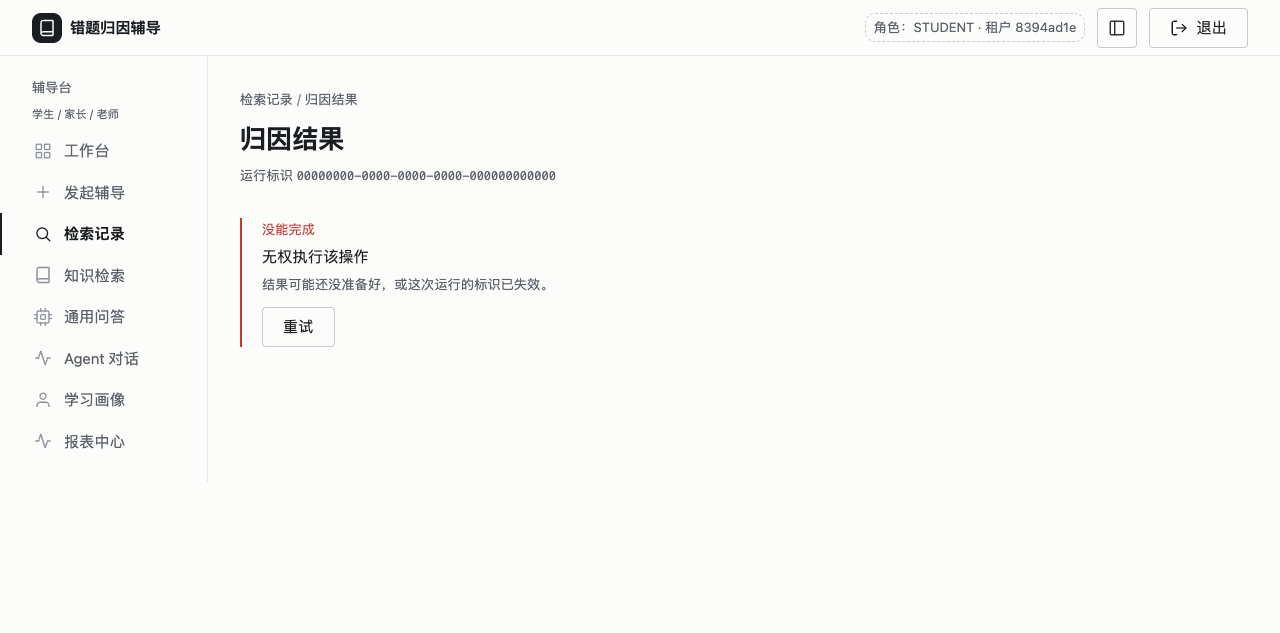 错题归因辅导
角色：STUDENT · 租户 8394ad1e
退出
辅导台
学生 / 家长 / 老师
工作台
发起辅导
检索记录
知识检索
通用问答
Agent 对话
学习画像
报表中心
检索记录 / 归因结果
归因结果
运行标识 00000000-0000-0000-0000-000000000000
没能完成
无权执行该操作
结果可能还没准备好，或这次运行的标识已失效。
重试